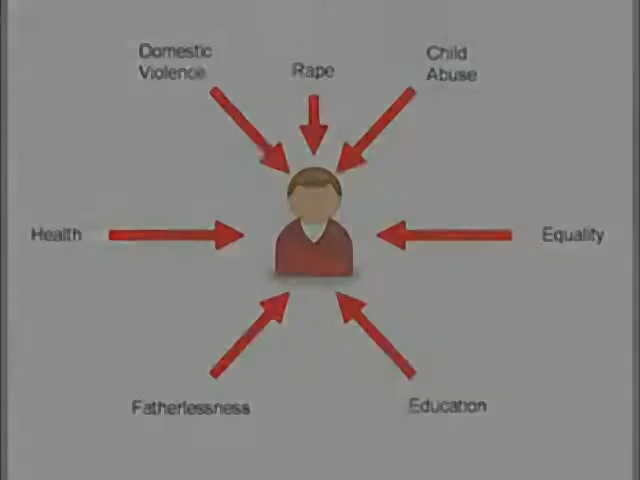 Domestic
Violence
Rape
Child
Abuse
Health
Equality
Fatherlessness
Education